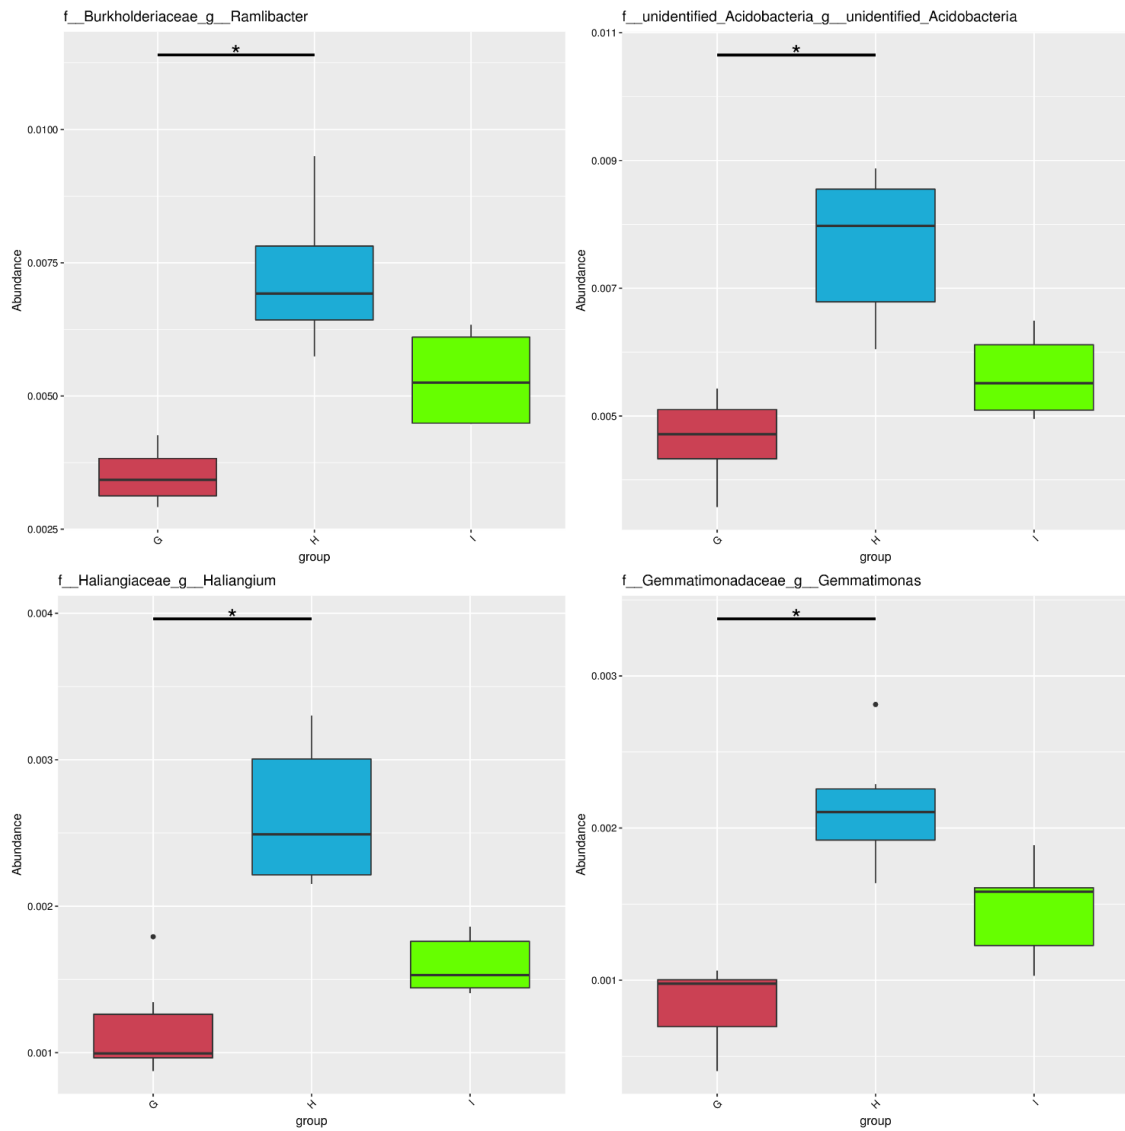 f__Burkholderiaceae_g__Ramlibacter
*
0.0100
0.0075
0.0050
0.0025
Abundance
G
H
I
group
f__unidentified_Acidobacteria_g__unidentified_Acidobacteria
*
0.011
0.009
0.007
0.005
Abundance
G
H
I
group
f__Haliangiaceae_g__Haliangium
*
0.004
0.003
0.002
0.001
Abundance
G
H
I
group
f__Gemmatimonadaceae_g__Gemmatimonas
*
0.003
0.002
0.001
Abundance
G
H
I
group